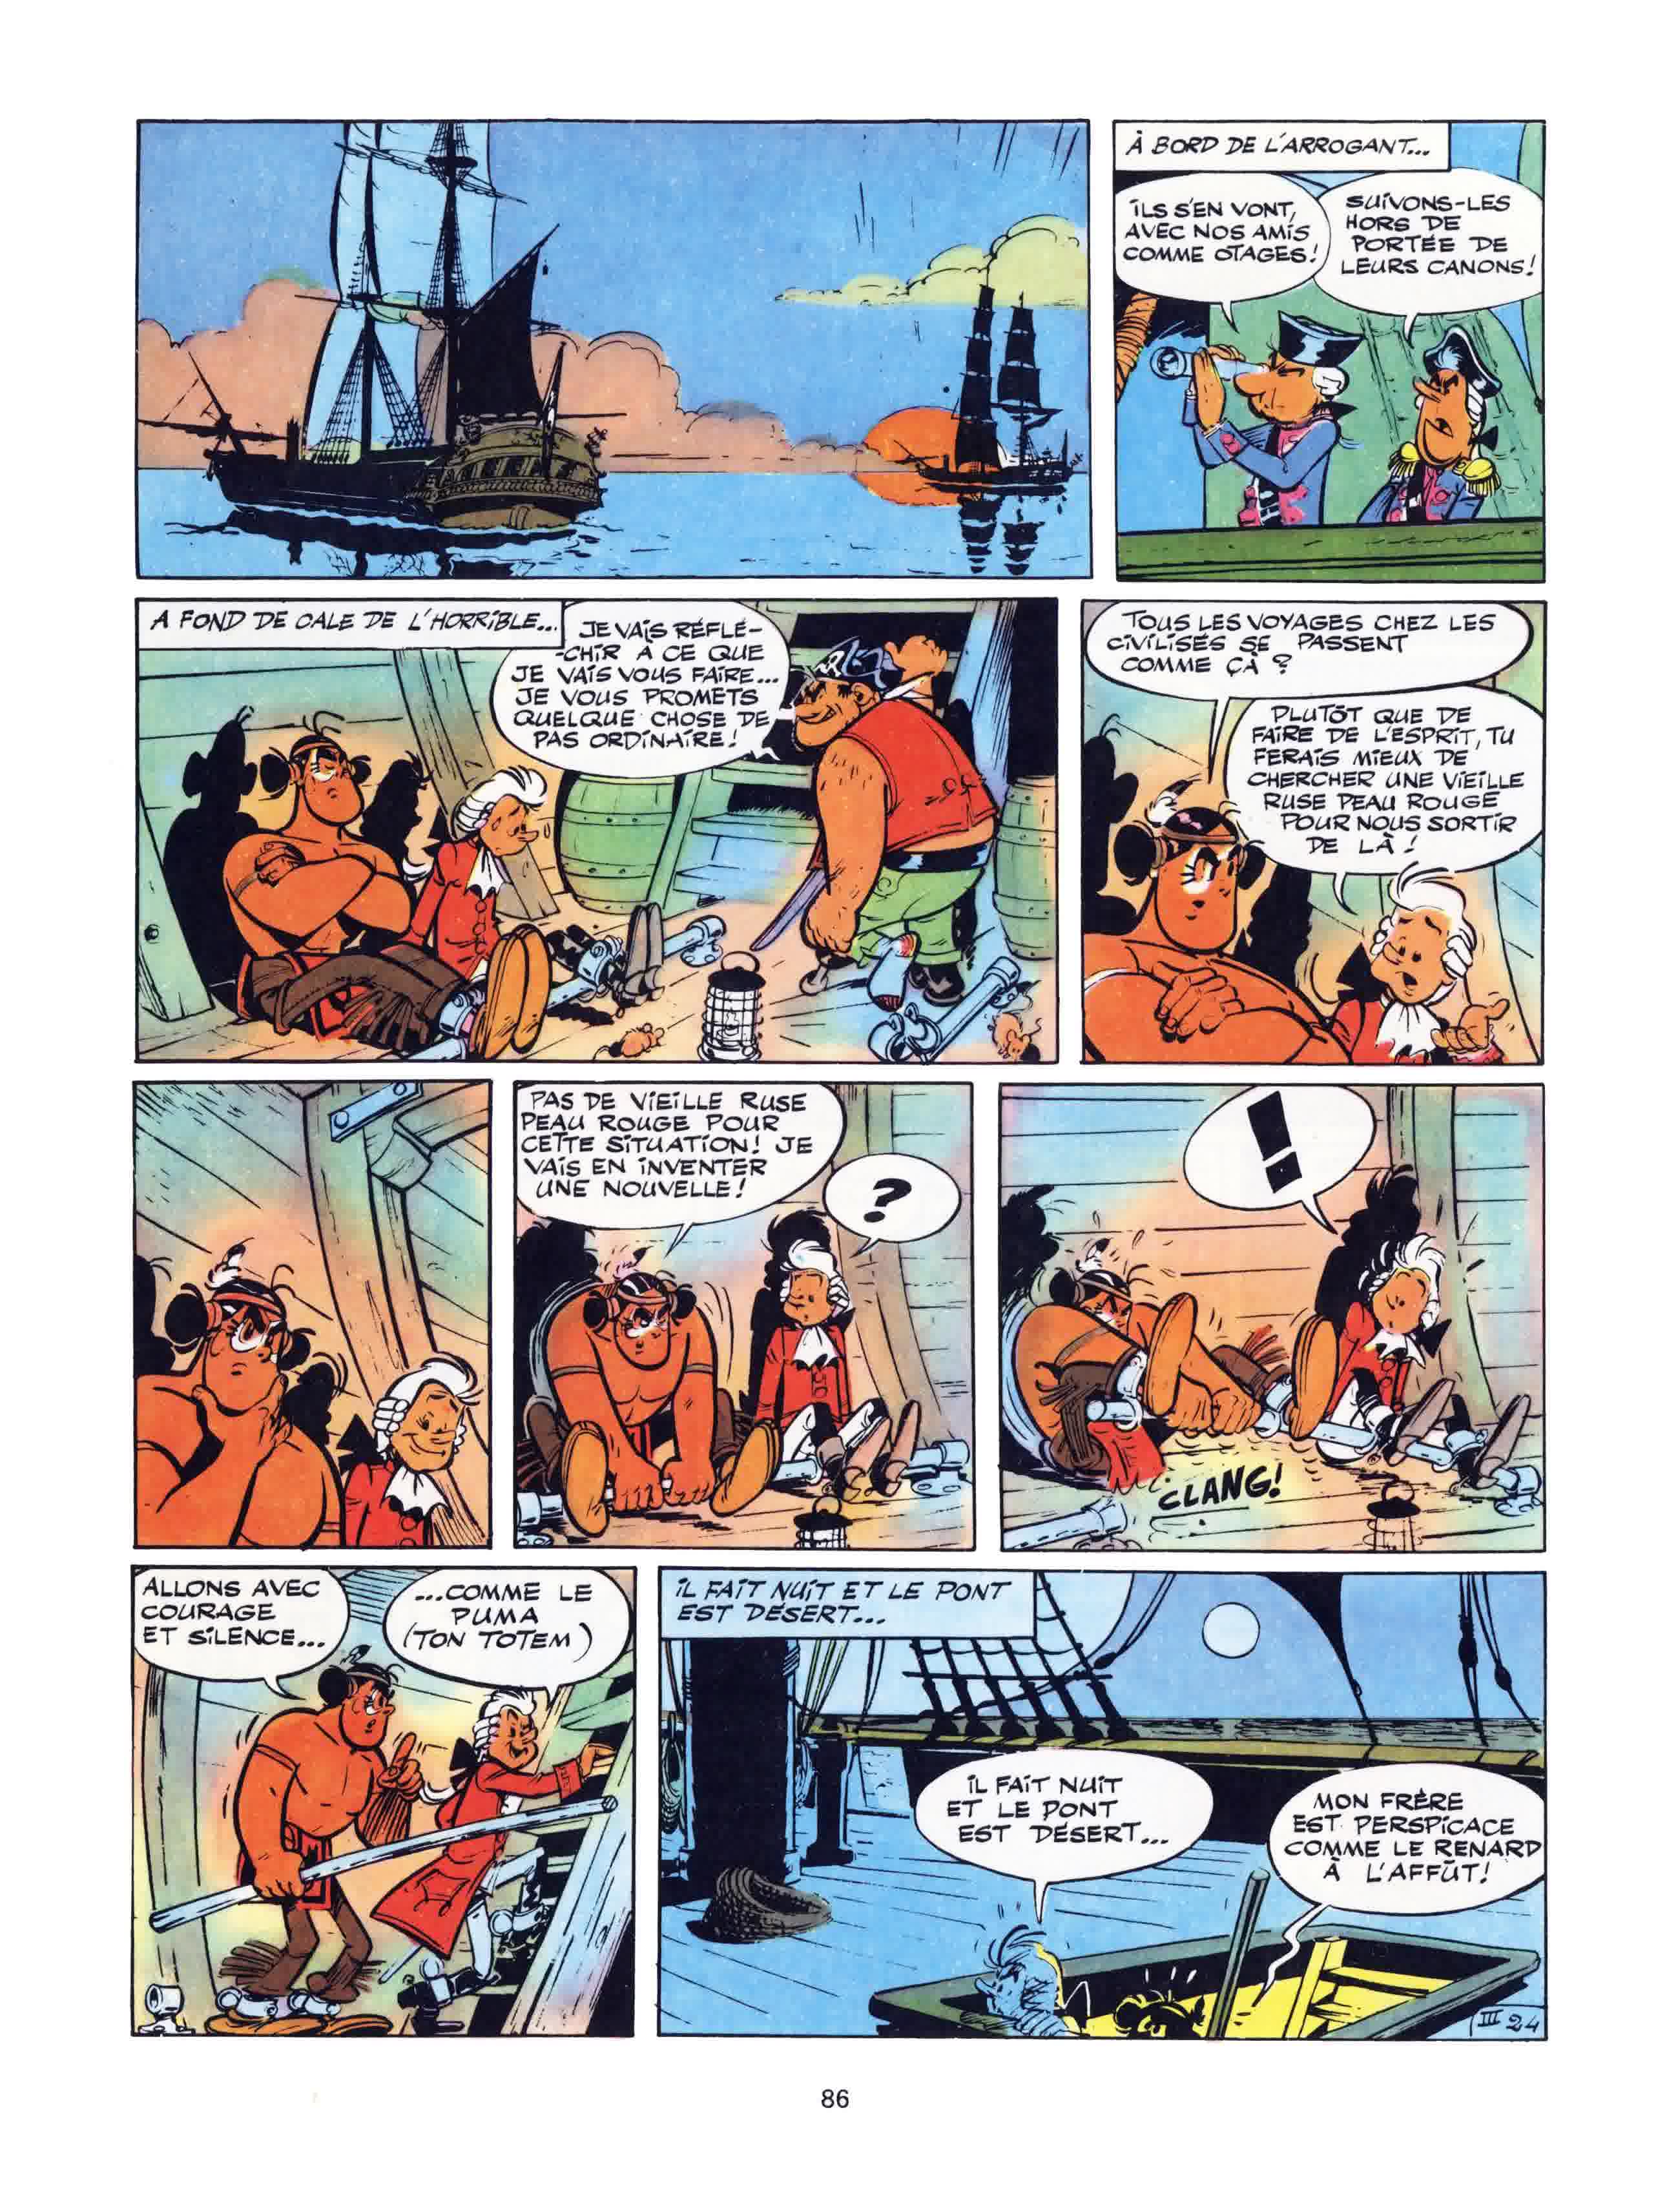 À BORD DE L'ARROGANT...
ILS S'EN VONT,
AVEC NOS AMIS
COMME OTAGES!
SUIVONS-LES
HORS DE
PORTÉE DE
LEURS CANONS!
A FOND DE CALE DE L'HORRIBLE...
JE VAIS RÉFLÉ-
-CHIR À CE QUE
JE VAIS VOUS FAIRE...
JE VOUS PROMETS
QUELQUE CHOSE DE
PAS ORDINAIRE!
TOUS LES VOYAGES CHEZ LES
CIVILISÉS SE PASSENT
COMME ÇÀ?
PLUTÔT QUE DE
FAIRE DE L'ESPRIT, TU
FERAIS MIEUX DE
CHERCHER UNE VIEILLE
RUSE PEAU ROUGE
POUR NOUS SORTIR
DE LÀ!
PAS DE VIEILLE RUSE
PEAU ROUGE POUR
CETTE SITUATION! JE
VAIS EN INVENTER
UNE NOUVELLE!
?
!
CLANG!
ALLONS AVEC
COURAGE
ET SILENCE...
...COMME LE
PUMA
(TON TOTEM)
IL FAIT NUIT ET LE PONT
EST DÉSERT...
IL FAIT NUIT
ET LE PONT
EST DÉSERT...
MON FRÈRE
EST PERSPICACE
COMME LE RENARD
À L'AFFÛT!
III 24
86